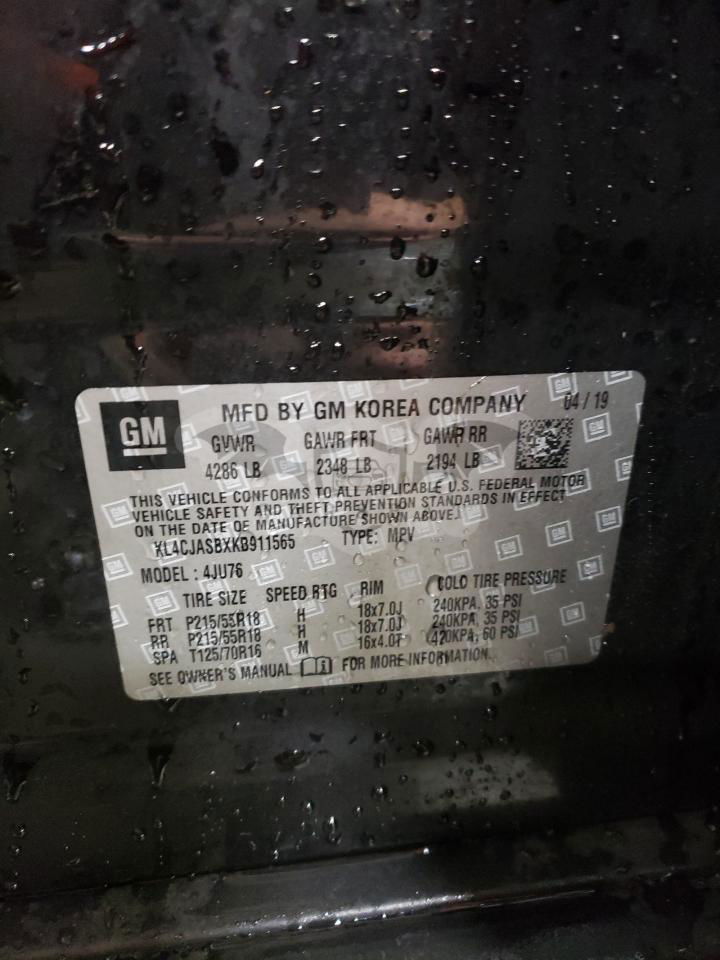 GM
MFD BY GM KOREA COMPANY 04 / 19
GVWR GAWR FRT GAWR RR
4286 LB 2348 LB 2194 LB
THIS VEHICLE CONFORMS TO ALL APPLICABLE U.S. FEDERAL MOTOR
VEHICLE SAFETY AND THEFT PREVENTION STANDARDS IN EFFECT
ON THE DATE OF MANUFACTURE SHOWN ABOVE.
KL4CJASBXKB911565 TYPE: MPV
MODEL : 4JU76
TIRE SIZE SPEED RTG RIM COLD TIRE PRESSURE
FRT P215/55R18 H 18x7.0J 240KPA, 35 PSI
RR P215/55R18 H 18x7.0J 240KPA, 35 PSI
SPA T125/70R16 M 16x4.0T 420KPA, 60 PSI
SEE OWNER'S MANUAL FOR MORE INFORMATION.